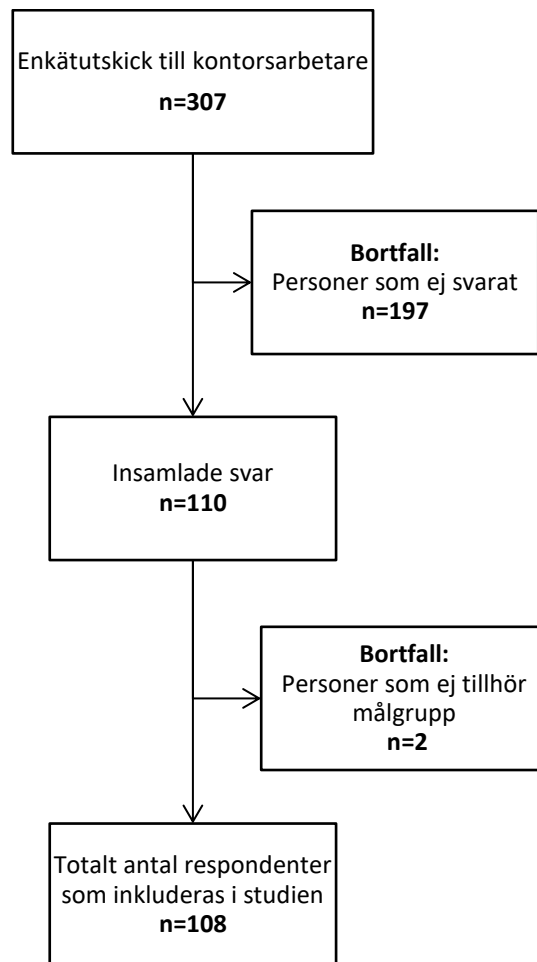 Enkätutskick till kontorsarbetare
n=307
Bortfall:
Personer som ej svarat
n=197
Insamlade svar
n=110
Bortfall:
Personer som ej tillhör
målgrupp
n=2
Totalt antal respondenter
som inkluderas i studien
n=108